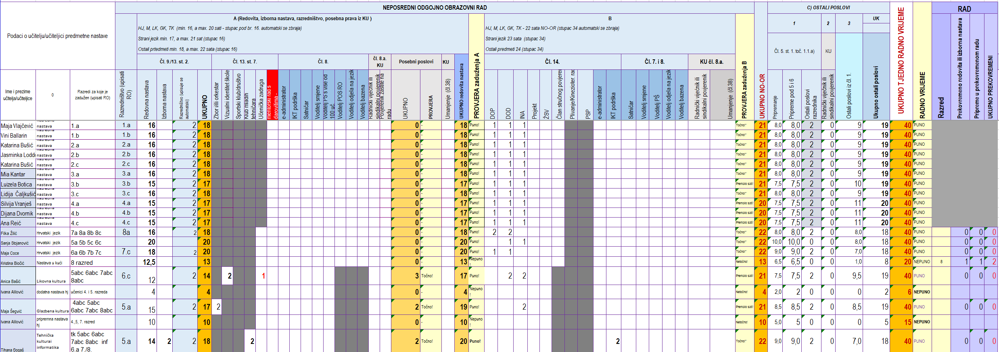 NEPOSREDNI ODGOJNO OBRAZOVNI RAD
C) OSTALI POSLOVI
RAD
Podaci o učitelju/učiteljici predmetne nastave
A (Redovita, izborna nastava, razredništvo, posebna prava iz KU )
HJ, M, LK, GK, TK (min. 16, a max. 20 sati - stupac pod br. 16. automatski se zbraja)
Strani jezik min. 17, a max. 21 sat (stupac 16)
Ostali prtedmeti min. 18, a max. 22 sata (stupac 16)
B
HJ, M, LK, GK, TK - 22 sata NO-OR (stupac 34 automatski se zbraja)
Strani jezik 23 sata (stupac 34)
Ostali predmeti 24 (stupac 34)
1 2 3 UK
Čl. 5. st. 1. toč. 1.1.a) KU
Čl. 9./13. st. 2. Čl. 13. st. 7. Čl. 8. čl. 8.a. KU Posebni poslovi KU
Čl. 14. Čl. 7. i 8. KU čl. 8.a.
Ime i prezime učitelja/učiteljice
0
Razredi za koje je zadužen (upisati RO)
Razredništvo (upisati RO)
Redovna nastava
Izborna nastava
Razredništvo (upisuje se automatski)
UKUPNO
Zbor i/ili orkestar
Vizualni identitet škole
Sportski klub/društvo
Klub mladih tehničara
Učenička zadruga
mentorski rad s darovitima -
e-administrator
IKT podrška
Satničar
Voditelj smjene
Voditelj PŠ s više od 100 uč.
Voditelj POS RO
Voditelj odjela na jezik
Voditelj bazena
Radnički vijećnik ili sindikalni povjerenik
Povjerenik zaštite na radu
UKUPNO
PROVJERA
Umanjenje (čl.38)
UKUPNO redovita nastava
PROVJERA zaduženja A
DOP
DOD
INA
Projekt
ŽSV
Član stručnog povjeren
Plivanje/Kinezioter. rad
PSP
e-administrator
IKT podrška
Satničar
Voditelj smjene
Voditelj PŠ
Voditelj odjela na jezik
Voditelj bazena
Radnički vijećnik ili sindikalni povjerenik
Umanjenje (čl.38)
PROVJERA zaduženja B
UKUPNO NO-OR
Pripremanje
Pripreme pod 5 i 6
Ostali poslovi razrednika
Radnički vijećnik ili sindikalni povjerenik
Ostali poslovi iz čl. 1.
Ukupno ostali poslovi
UKUPNO TJEDNO RADNO VRIJEME
RADNO VRIJEME
Razred
Prekovremeno redovita ili izborna nastava
Pripreme u prekovremenom radu
UKUPNO PREKOVREMENI
Maja Vlajčević nastava 1.a 1.a 16 2 18 0 - 18 Puno! 1 1 1 Točno!" 21 8,0 8,0 2 0 9 19 40 PUNO
Vini Ballarin nastava 1.b 1.b 16 2 18 0 - 18 Puno! 1 1 1 Točno!" 21 8,0 8,0 2 0 9 19 40 PUNO
Katarina Bušić nastava 2.a 2.a 16 2 18 0 - 18 Puno! 1 1 1 Točno!" 21 8,0 8,0 2 0 9 19 40 PUNO
Jasminka Lodd nastava 2.b 2.b 16 2 18 0 - 18 Puno! 1 1 1 Točno!" 21 8,0 8,0 2 0 9 19 40 PUNO
Katarina Bušić nastava 2.c 2.c 16 2 18 0 - 18 Puno! 1 1 1 Točno!" 21 8,0 8,0 2 0 9 19 40 PUNO
Mia Kantar nastava 3.a 3.a 16 2 18 0 - 18 Puno! 1 1 1 Točno!" 21 8,0 8,0 2 0 9 19 40 PUNO
Luizela Botica nastava 3.b 3.b 15 2 17 0 - 17 Puno! 1 1 1 Premalo sati! 21 7,5 7,5 2 0 10 19 40 PUNO
Lidija Čaljkušić nastava 3.c 3.c 16 2 18 0 - 18 Puno! 1 1 1 Točno!" 21 8,0 8,0 2 0 9 19 40 PUNO
Silvija Vranješ nastava 4.a 4.a 15 2 17 0 - 17 Puno! 1 1 1 Premalo sati! 20 7,5 7,5 2 0 11 20 40 PUNO
Dijana Dvornik nastava 4.b 4.b 15 2 17 0 - 17 Puno! 1 1 1 Premalo sati! 20 7,5 7,5 2 0 11 20 40 PUNO
Ana Reić nastava 4.c 4.c 15 2 17 0 - 17 Puno! 1 1 1 Premalo sati! 20 7,5 7,5 2 0 11 20 40 PUNO
Filka Žilić Hrvatski jezik 7a 8a 8b 8c 8a 16 2 18 0 - 18 Puno! 2 2 Točno!" 22 8,0 8,0 2 0 8,0 18 40 PUNO 0 0 0
Sanja Stojanović Hrvatski jezik 5a 5b 5c 6c 20 20 0 - 20 Puno! 1 1 Točno!" 22 10,0 10,0 0 0 8,0 18 40 PUNO 0 0 0
Maja Coce Hrvatski jezik 6a 6b 7b 7c 7.c 18 2 20 0 - 20 Puno! 1 1 Točno!" 22 9,0 9,0 2 0 7,0 18 40 PUNO 0 0 0
Kristina Biočić Nastava u kući 8 razred 12,5 13 0 - 13 Nepuno! Netočno! 13 6,5 6,5 0 0 1,0 8 20 NEPUNO 8 1 1 2
Anica Bašić Likovna kultura 5abc 6abc 7abc 8abc 6.c 12 2 14 2 1 3 Točno! 17 Puno! 2 2 Premalo sati! 21 7,5 7,5 2 0 9,5 19 40 PUNO 0 0 0
Ivana Alilović dodatna nastava hj učenici 4. i 5. razreda 4 4 0 - 4 Nepuno! Netočno! 4 2,0 2 0 0 0 2 6 NEPUNO
Maja Šegvić Glazbena kultura 4abc 5abc 6abc 7abc 8abc 5.a 15 2 17 2 2 Točno! 19 Puno! 2 Premalo sati! 21 8,5 8,5 2 0 8,5 19 40 PUNO 0 0 0
Ivana Alilović pripremna nastava hj 4.,5, 7. razred 10 10 0 - 10 Nepuno! Netočno! 10 5,0 5 0 0 0 5 15 NEPUNO
Tihana Đogaš Tehnička kulturai informatika tk 5abc 6abc 7abc 8abc inf 6.a 7./8. 5.a 14 2 2 18 2 2 Točno! 20 Puno! 2 Točno!" 22 9,0 9,0 2 0 7,0 18 40 PUNO 0 0 0